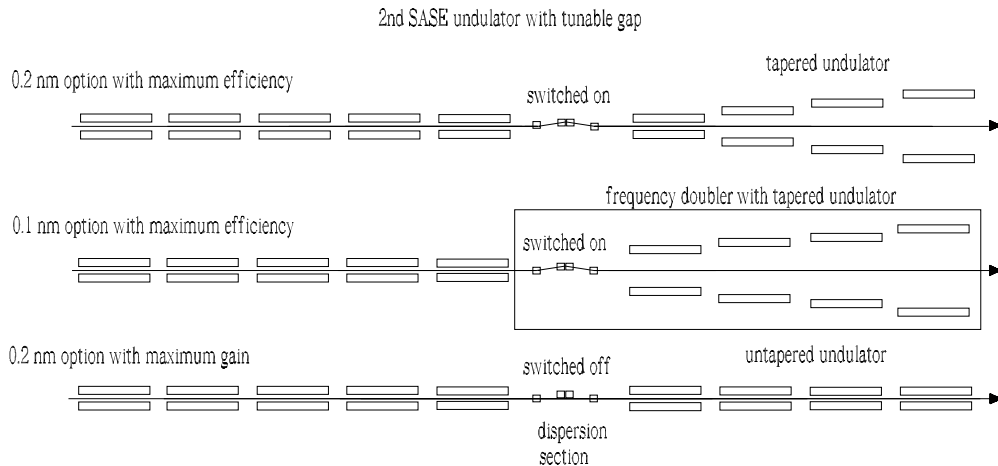 2nd SASE undulator with tunable gap
tapered undulator
0.2 nm option with maximum efficiency
switched on
frequency doubler with tapered undulator
0.1 nm option with maximum efficiency
switched on
0.2 nm option with maximum gain
switched off
untapered undulator
dispersion
section